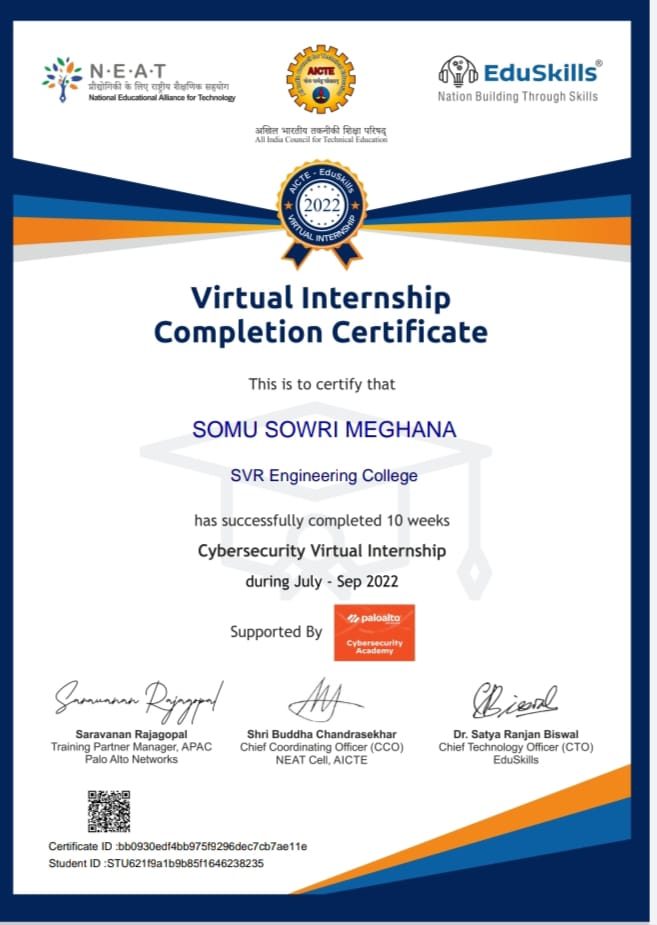 N·E·A·T
प्रौद्योगिकी के लिए राष्ट्रीय शैक्षणिक सहयोग
National Educational Alliance for Technology
AICTE
अखिल भारतीय तकनीकी शिक्षा परिषद्
All India Council for Technical Education
EduSkills®
Nation Building Through Skills
AICTE - EduSkills
2022
VIRTUAL INTERNSHIP
Virtual Internship
Completion Certificate
This is to certify that
SOMU SOWRI MEGHANA
SVR Engineering College
has successfully completed 10 weeks
Cybersecurity Virtual Internship
during July - Sep 2022
Supported By
paloalto
Cybersecurity
Academy
Saravanan Rajagopal
Saravanan Rajagopal
Training Partner Manager, APAC
Palo Alto Networks
Shri Buddha Chandrasekhar
Chief Coordinating Officer (CCO)
NEAT Cell, AICTE
SBiswal
Dr. Satya Ranjan Biswal
Chief Technology Officer (CTO)
EduSkills
Certificate ID :bb0930edf4bb975f9296dec7cb7ae11e
Student ID :STU621f9a1b9b85f1646238235